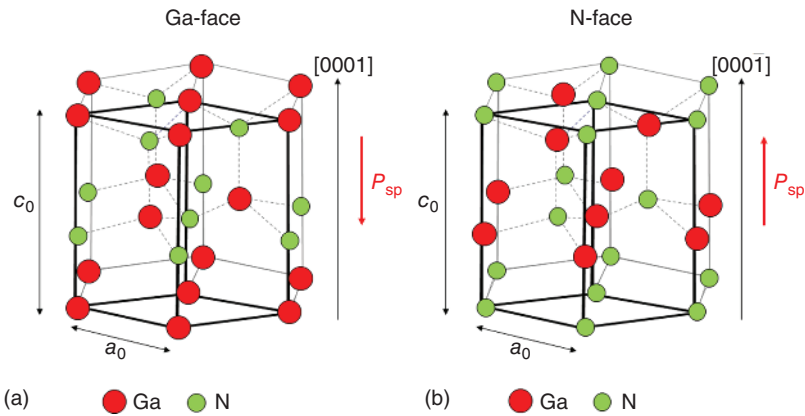 Ga-face
N-face
[0001]
[0001̄]
c₀
Pₛₚ
c₀
Pₛₚ
a₀
a₀
(a)
Ga
N
(b)
Ga
N